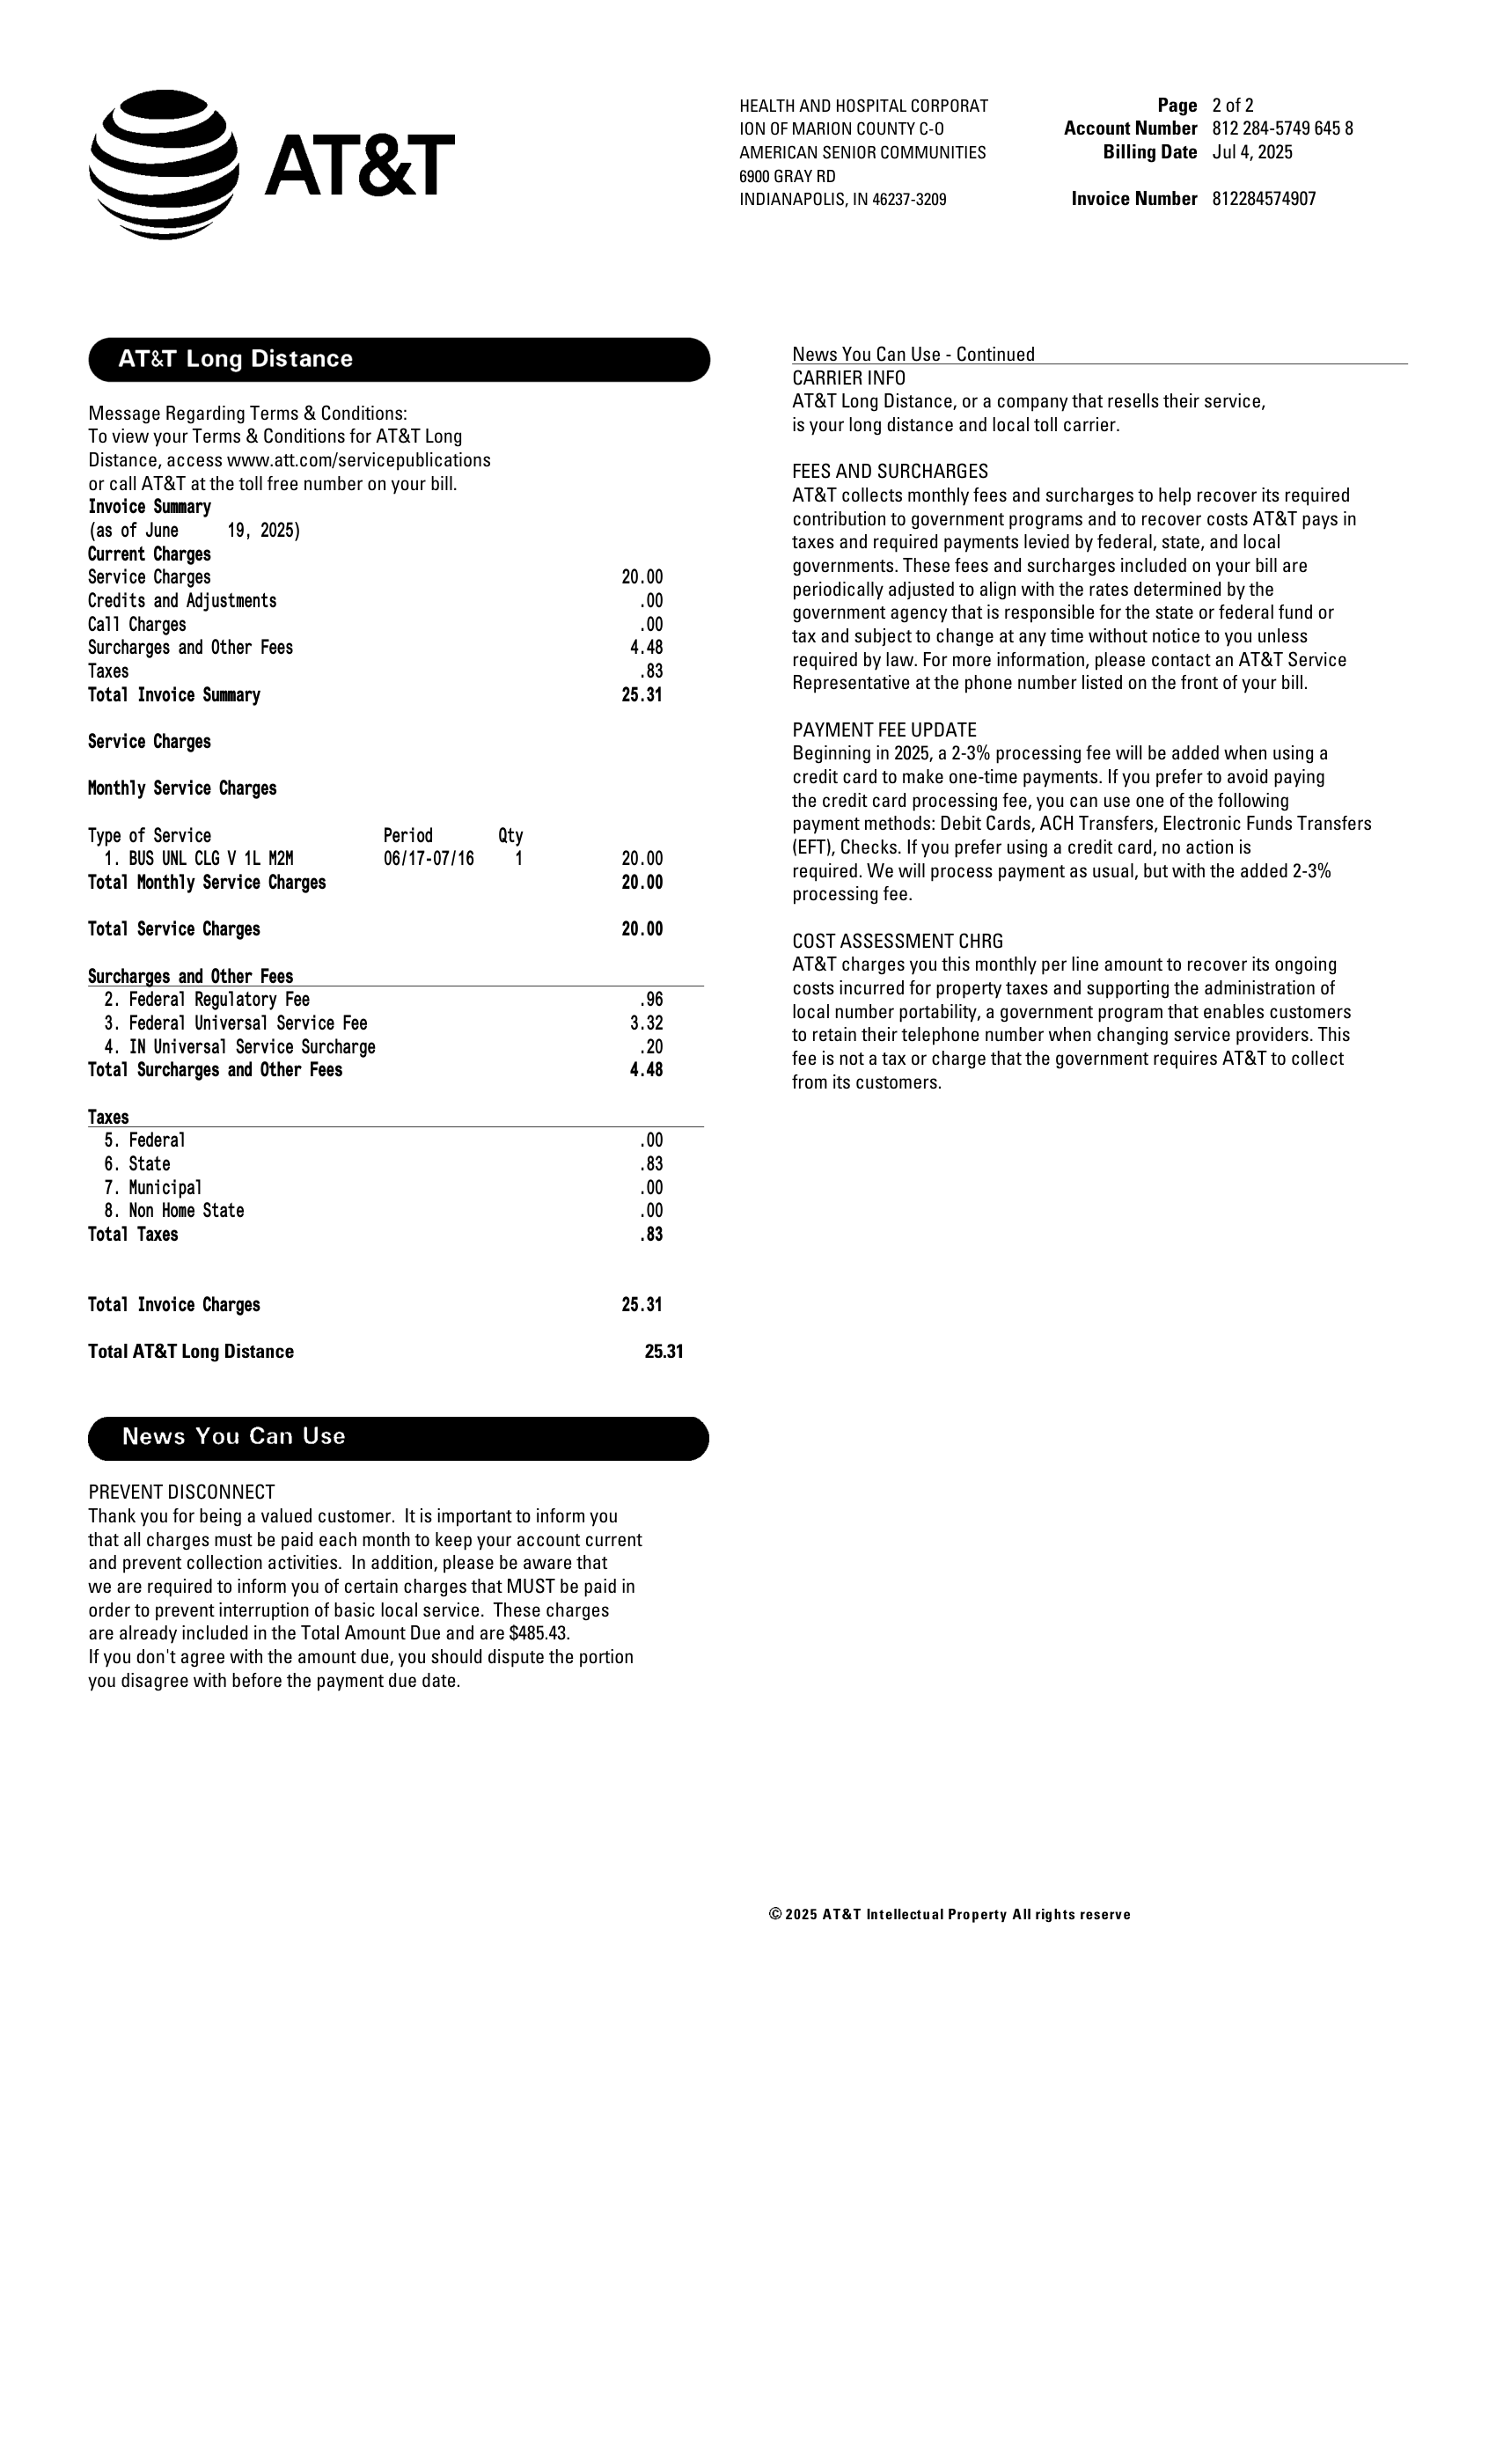 AT&T
HEALTH AND HOSPITAL CORPORAT
ION OF MARION COUNTY C-O
AMERICAN SENIOR COMMUNITIES
6900 GRAY RD
INDIANAPOLIS, IN 46237-3209
Page 2 of 2
Account Number 812 284-5749 645 8
Billing Date Jul 4, 2025
Invoice Number 812284574907
AT&T Long Distance
Message Regarding Terms & Conditions:
To view your Terms & Conditions for AT&T Long
Distance, access www.att.com/servicepublications
or call AT&T at the toll free number on your bill.
Invoice Summary
(as of June 19, 2025)
Current Charges
Service Charges 20.00
Credits and Adjustments .00
Call Charges .00
Surcharges and Other Fees 4.48
Taxes .83
Total Invoice Summary 25.31
Service Charges
Monthly Service Charges
Type of Service Period Qty
1. BUS UNL CLG V 1L M2M 06/17-07/16 1 20.00
Total Monthly Service Charges 20.00
Total Service Charges 20.00
Surcharges and Other Fees
2. Federal Regulatory Fee .96
3. Federal Universal Service Fee 3.32
4. IN Universal Service Surcharge .20
Total Surcharges and Other Fees 4.48
Taxes
5. Federal .00
6. State .83
7. Municipal .00
8. Non Home State .00
Total Taxes .83
Total Invoice Charges 25.31
Total AT&T Long Distance 25.31
News You Can Use
PREVENT DISCONNECT
Thank you for being a valued customer. It is important to inform you
that all charges must be paid each month to keep your account current
and prevent collection activities. In addition, please be aware that
we are required to inform you of certain charges that MUST be paid in
order to prevent interruption of basic local service. These charges
are already included in the Total Amount Due and are $485.43.
If you don't agree with the amount due, you should dispute the portion
you disagree with before the payment due date.
News You Can Use - Continued
CARRIER INFO
AT&T Long Distance, or a company that resells their service,
is your long distance and local toll carrier.
FEES AND SURCHARGES
AT&T collects monthly fees and surcharges to help recover its required
contribution to government programs and to recover costs AT&T pays in
taxes and required payments levied by federal, state, and local
governments. These fees and surcharges included on your bill are
periodically adjusted to align with the rates determined by the
government agency that is responsible for the state or federal fund or
tax and subject to change at any time without notice to you unless
required by law. For more information, please contact an AT&T Service
Representative at the phone number listed on the front of your bill.
PAYMENT FEE UPDATE
Beginning in 2025, a 2-3% processing fee will be added when using a
credit card to make one-time payments. If you prefer to avoid paying
the credit card processing fee, you can use one of the following
payment methods: Debit Cards, ACH Transfers, Electronic Funds Transfers
(EFT), Checks. If you prefer using a credit card, no action is
required. We will process payment as usual, but with the added 2-3%
processing fee.
COST ASSESSMENT CHRG
AT&T charges you this monthly per line amount to recover its ongoing
costs incurred for property taxes and supporting the administration of
local number portability, a government program that enables customers
to retain their telephone number when changing service providers. This
fee is not a tax or charge that the government requires AT&T to collect
from its customers.
© 2025 AT&T Intellectual Property All rights reserve